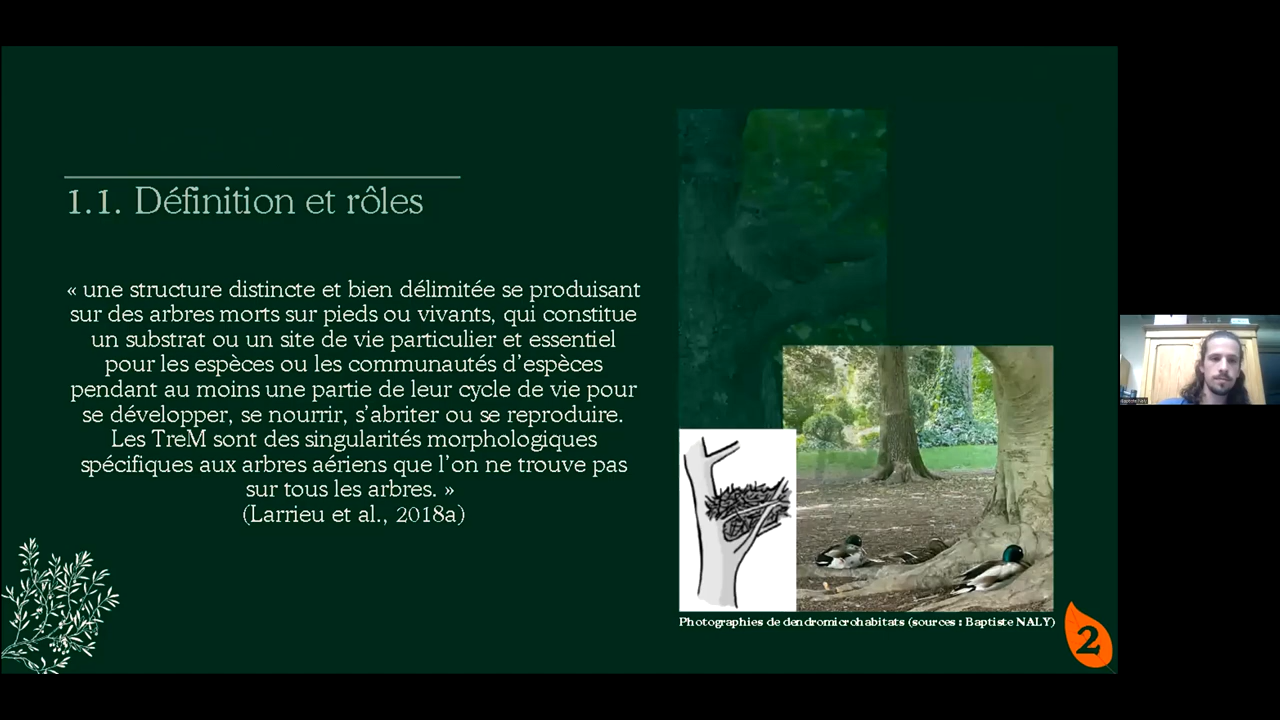 1.1. Définition et rôles
« une structure distincte et bien délimitée se produisant
sur des arbres morts sur pieds ou vivants, qui constitue
un substrat ou un site de vie particulier et essentiel
pour les espèces ou les communautés d'espèces
pendant au moins une partie de leur cycle de vie pour
se développer, se nourrir, s'abriter ou se reproduire.
Les TreM sont des singularités morphologiques
spécifiques aux arbres aériens que l'on ne trouve pas
sur tous les arbres. »
(Larrieu et al., 2018a)
Photographies de dendromicrohabitats (sources : Baptiste NALY)
2
Baptiste Naly